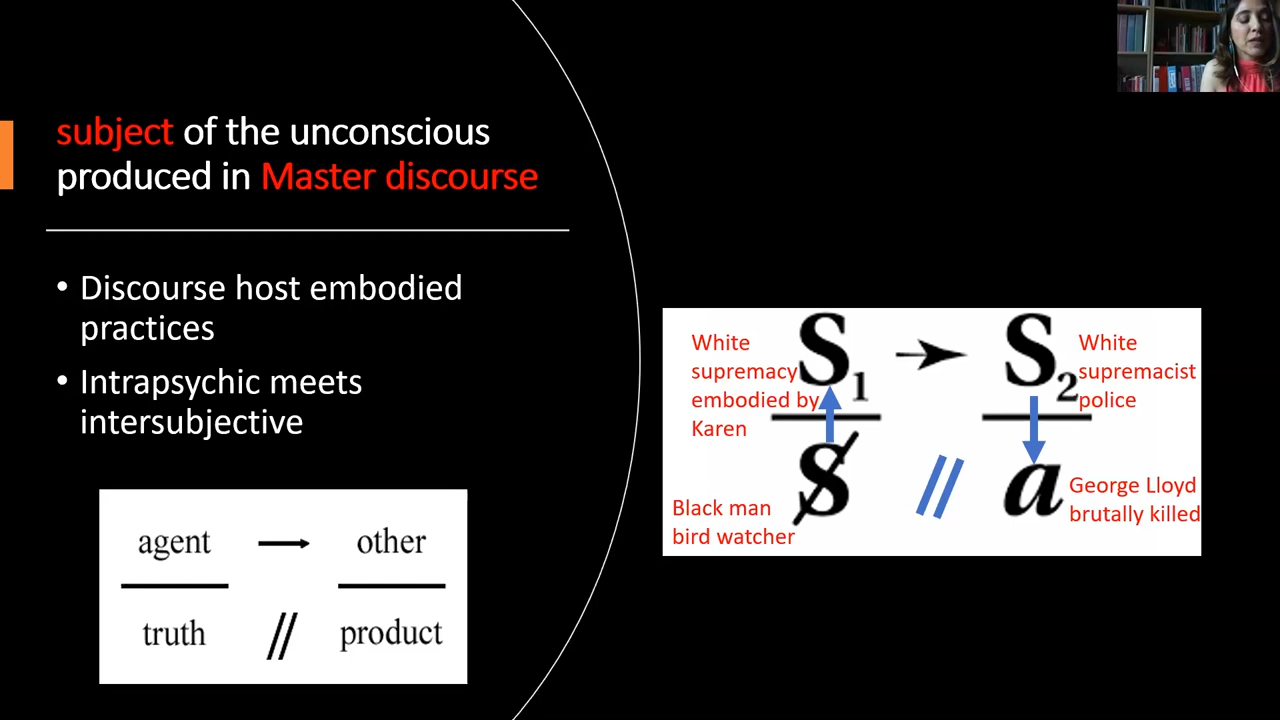 subject of the unconscious
produced in Master discourse
• Discourse host embodied
practices
• Intrapsychic meets
intersubjective
agent → other
truth // product
White
supremacy
embodied by
Karen
S1 → S2
White
supremacist
police
Black man
bird watcher
$ // a
George Lloyd
brutally killed